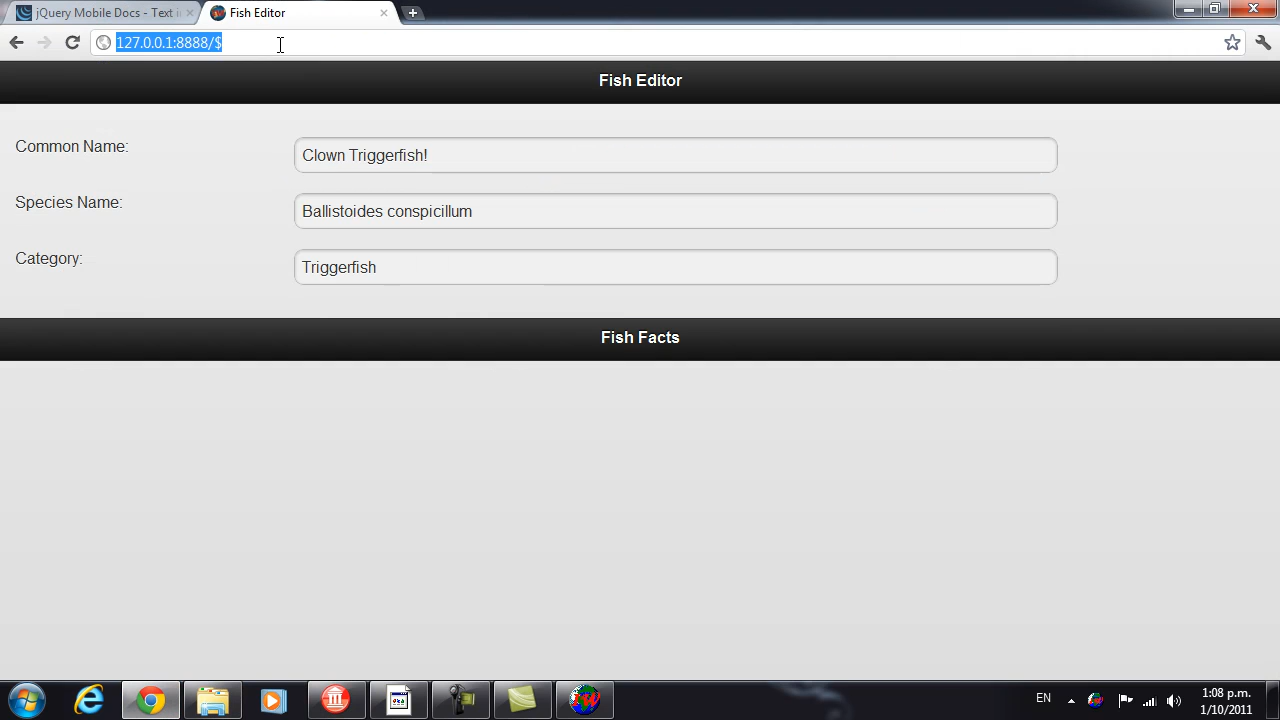 jQuery Mobile Docs - Text in
Fish Editor
127.0.0.1:8888/$
Fish Editor
Common Name:
Clown Triggerfish!
Species Name:
Ballistoides conspicillum
Category:
Triggerfish
Fish Facts
EN
1:08 p.m.
1/10/2011